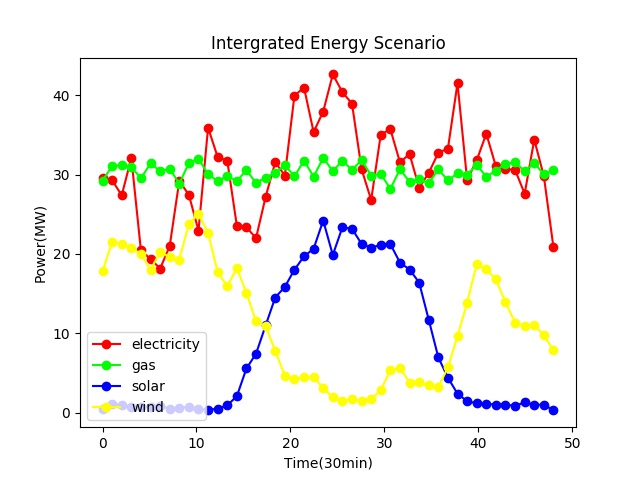 Intergrated Energy Scenario
Power(MW)
40
30
20
10
0
electricity
gas
solar
wind
0 10 20 30 40 50
Time(30min)